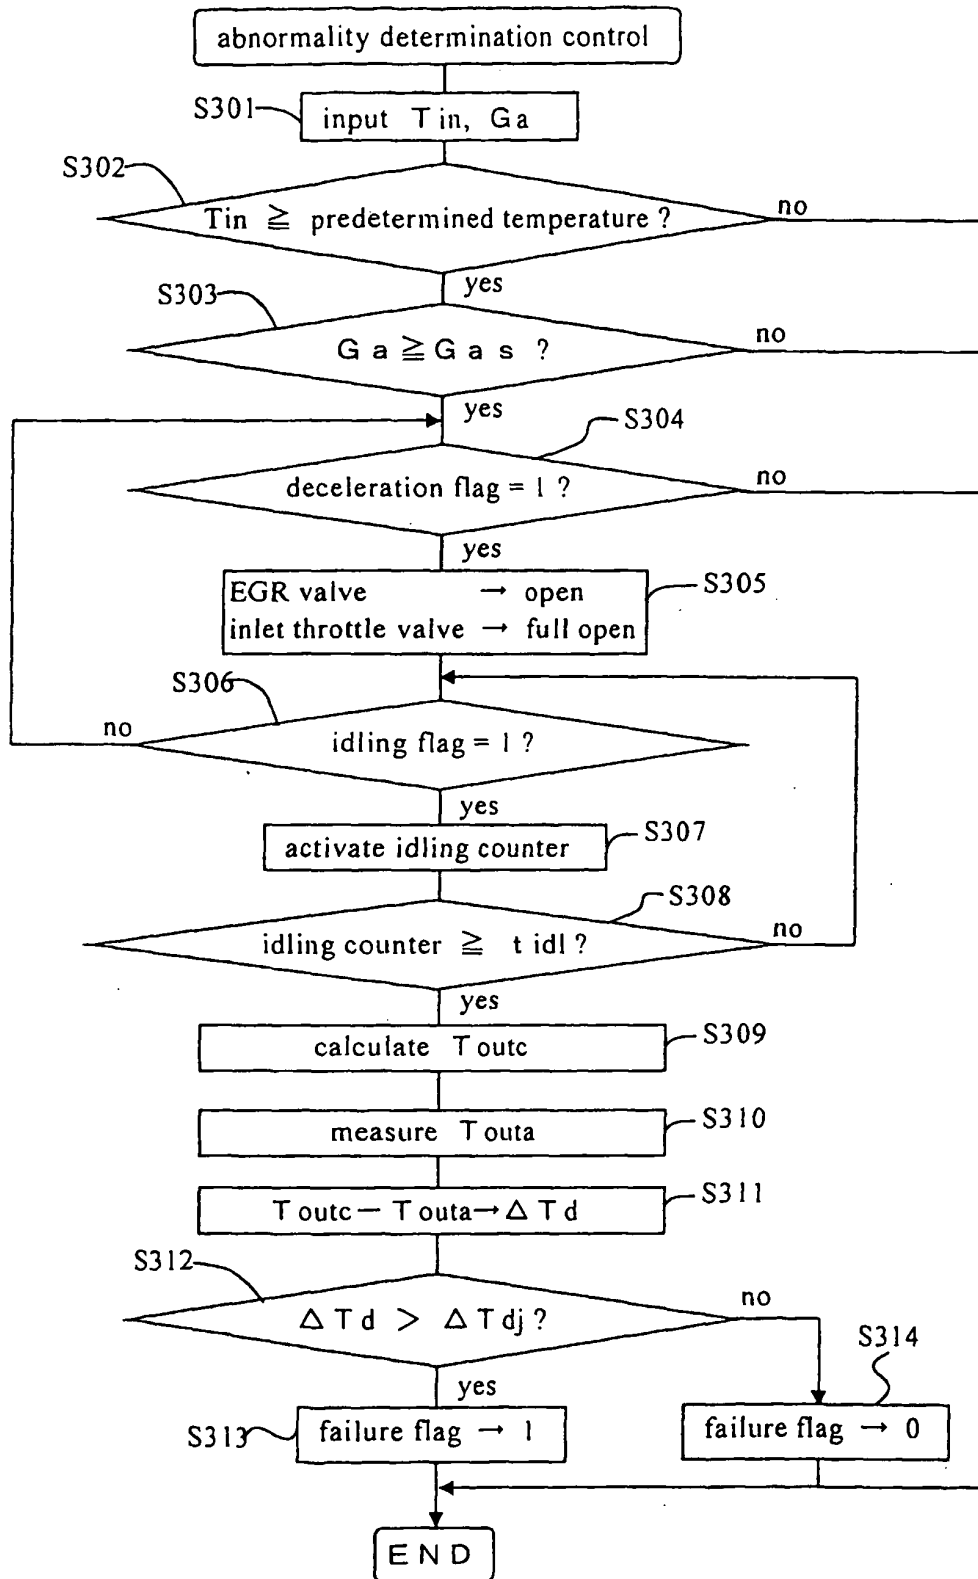 abnormality determination control
S301
input Tin, Ga
S302
Tin ≧ predetermined temperature ?
no
yes
S303
Ga ≧ Gas ?
no
yes
S304
deceleration flag = 1 ?
no
yes
S305
EGR valve → open
inlet throttle valve → full open
S306
no
idling flag = 1 ?
yes
S307
activate idling counter
S308
idling counter ≧ t idl ?
no
yes
S309
calculate Toutc
S310
measure Touta
S311
Toutc − Touta → △Td
S312
△Td > △Tdj ?
no
yes
S314
S313
failure flag → 1
failure flag → 0
END